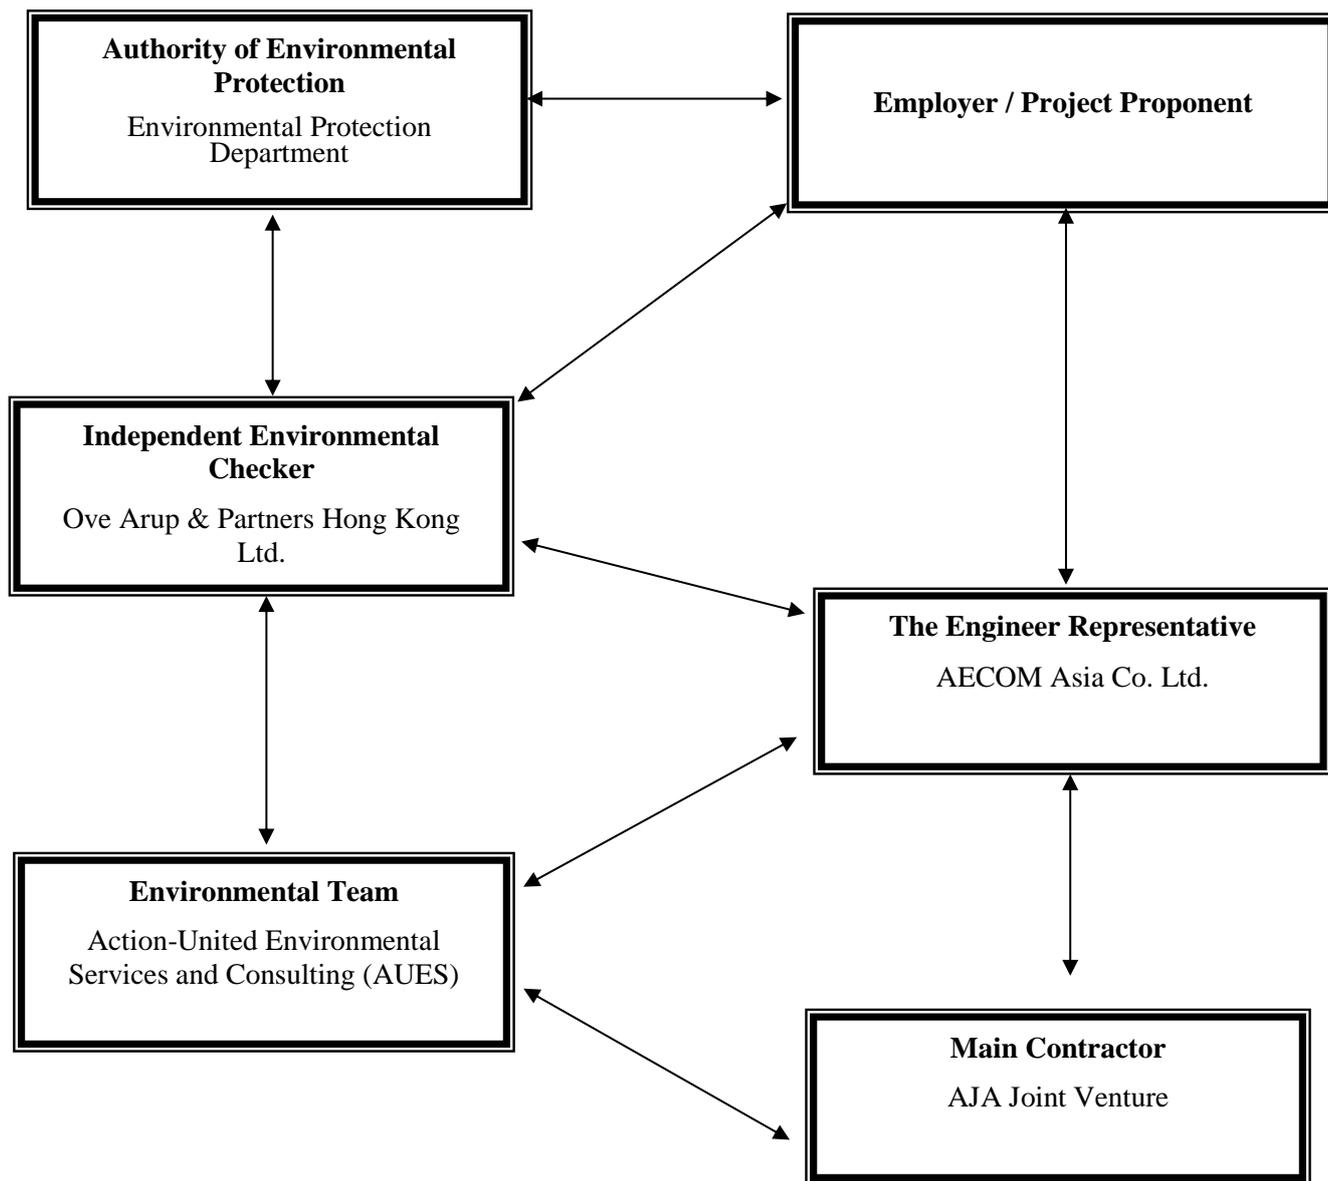 Authority of Environmental
Protection
Environmental Protection
Department
Employer / Project Proponent
Independent Environmental
Checker
Ove Arup & Partners Hong Kong
Ltd.
The Engineer Representative
AECOM Asia Co. Ltd.
Environmental Team
Action-United Environmental
Services and Consulting (AUES)
Main Contractor
AJA Joint Venture